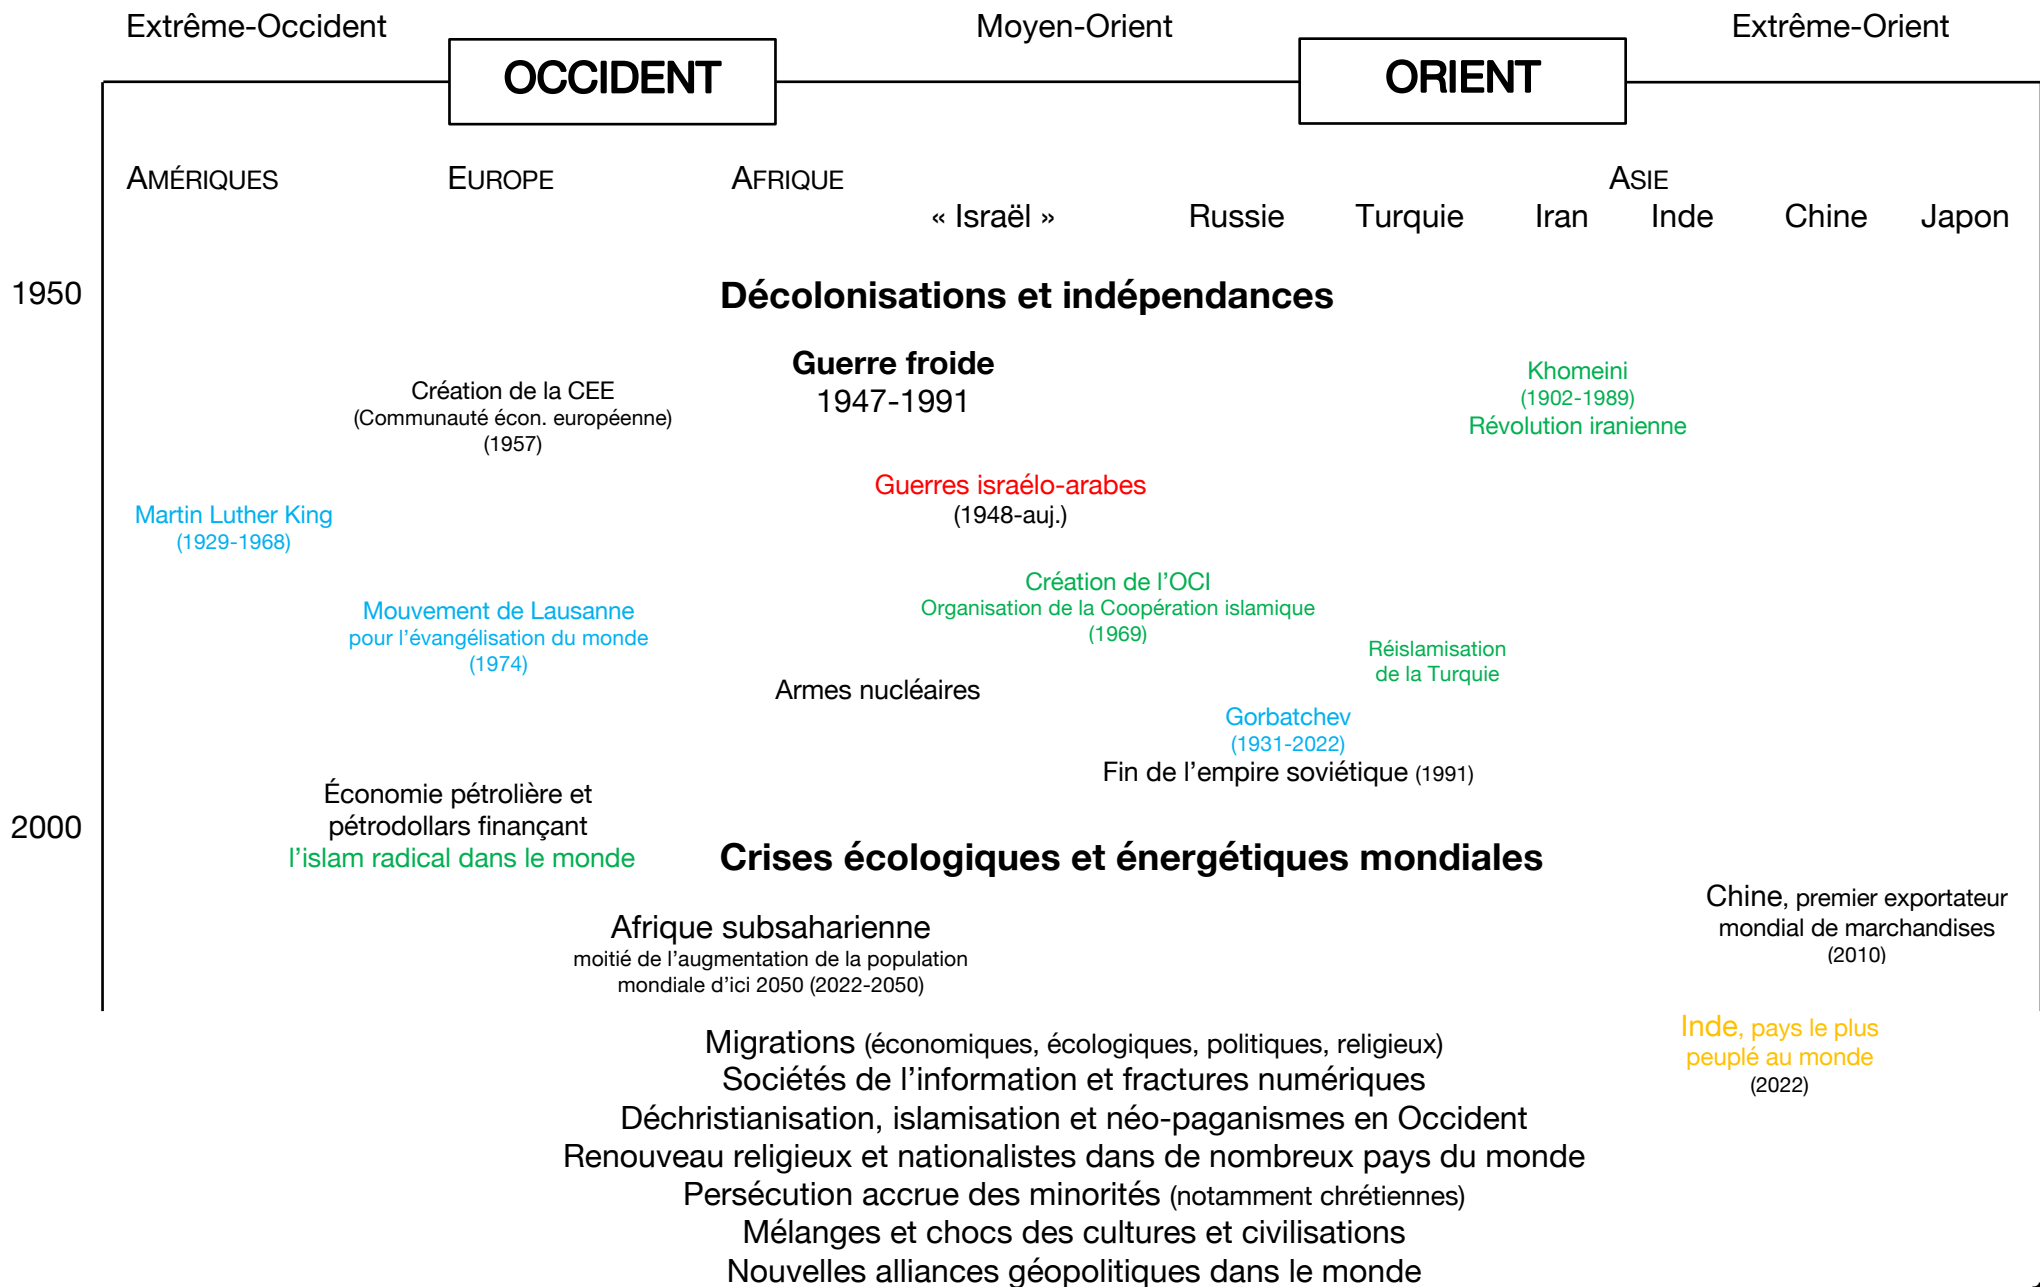 Extrême-Occident
Moyen-Orient
Extrême-Orient
OCCIDENT
ORIENT
AMÉRIQUES
EUROPE
AFRIQUE
ASIE
« Israël »
Russie
Turquie
Iran
Inde
Chine
Japon
1950
Décolonisations et indépendances
Guerre froide
1947-1991
Création de la CEE
(Communauté écon. européenne)
(1957)
Khomeini
(1902-1989)
Révolution iranienne
Guerres israélo-arabes
(1948-auj.)
Martin Luther King
(1929-1968)
Création de l’OCI
Organisation de la Coopération islamique
(1969)
Mouvement de Lausanne
pour l’évangélisation du monde
(1974)
Réislamisation
de la Turquie
Armes nucléaires
Gorbatchev
(1931-2022)
Fin de l’empire soviétique (1991)
Économie pétrolière et
pétrodollars finançant
l’islam radical dans le monde
2000
Crises écologiques et énergétiques mondiales
Chine, premier exportateur
mondial de marchandises
(2010)
Afrique subsaharienne
moitié de l’augmentation de la population
mondiale d’ici 2050 (2022-2050)
Inde, pays le plus
peuplé au monde
(2022)
Migrations (économiques, écologiques, politiques, religieux)
Sociétés de l’information et fractures numériques
Déchristianisation, islamisation et néo-paganismes en Occident
Renouveau religieux et nationalistes dans de nombreux pays du monde
Persécution accrue des minorités (notamment chrétiennes)
Mélanges et chocs des cultures et civilisations
Nouvelles alliances géopolitiques dans le monde